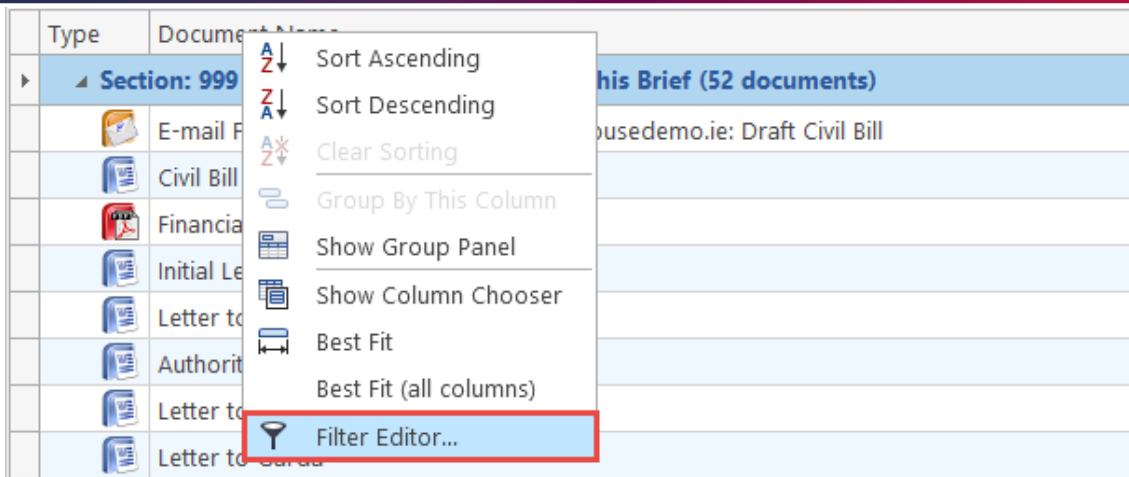 Type Document Name
Section: 999 his Brief (52 documents)
E-mail F ousedemo.ie: Draft Civil Bill
Civil Bill
Financia
Initial Le
Letter to
Authorit
Letter to
Letter to Garda
Sort Ascending
Sort Descending
Clear Sorting
Group By This Column
Show Group Panel
Show Column Chooser
Best Fit
Best Fit (all columns)
Filter Editor...